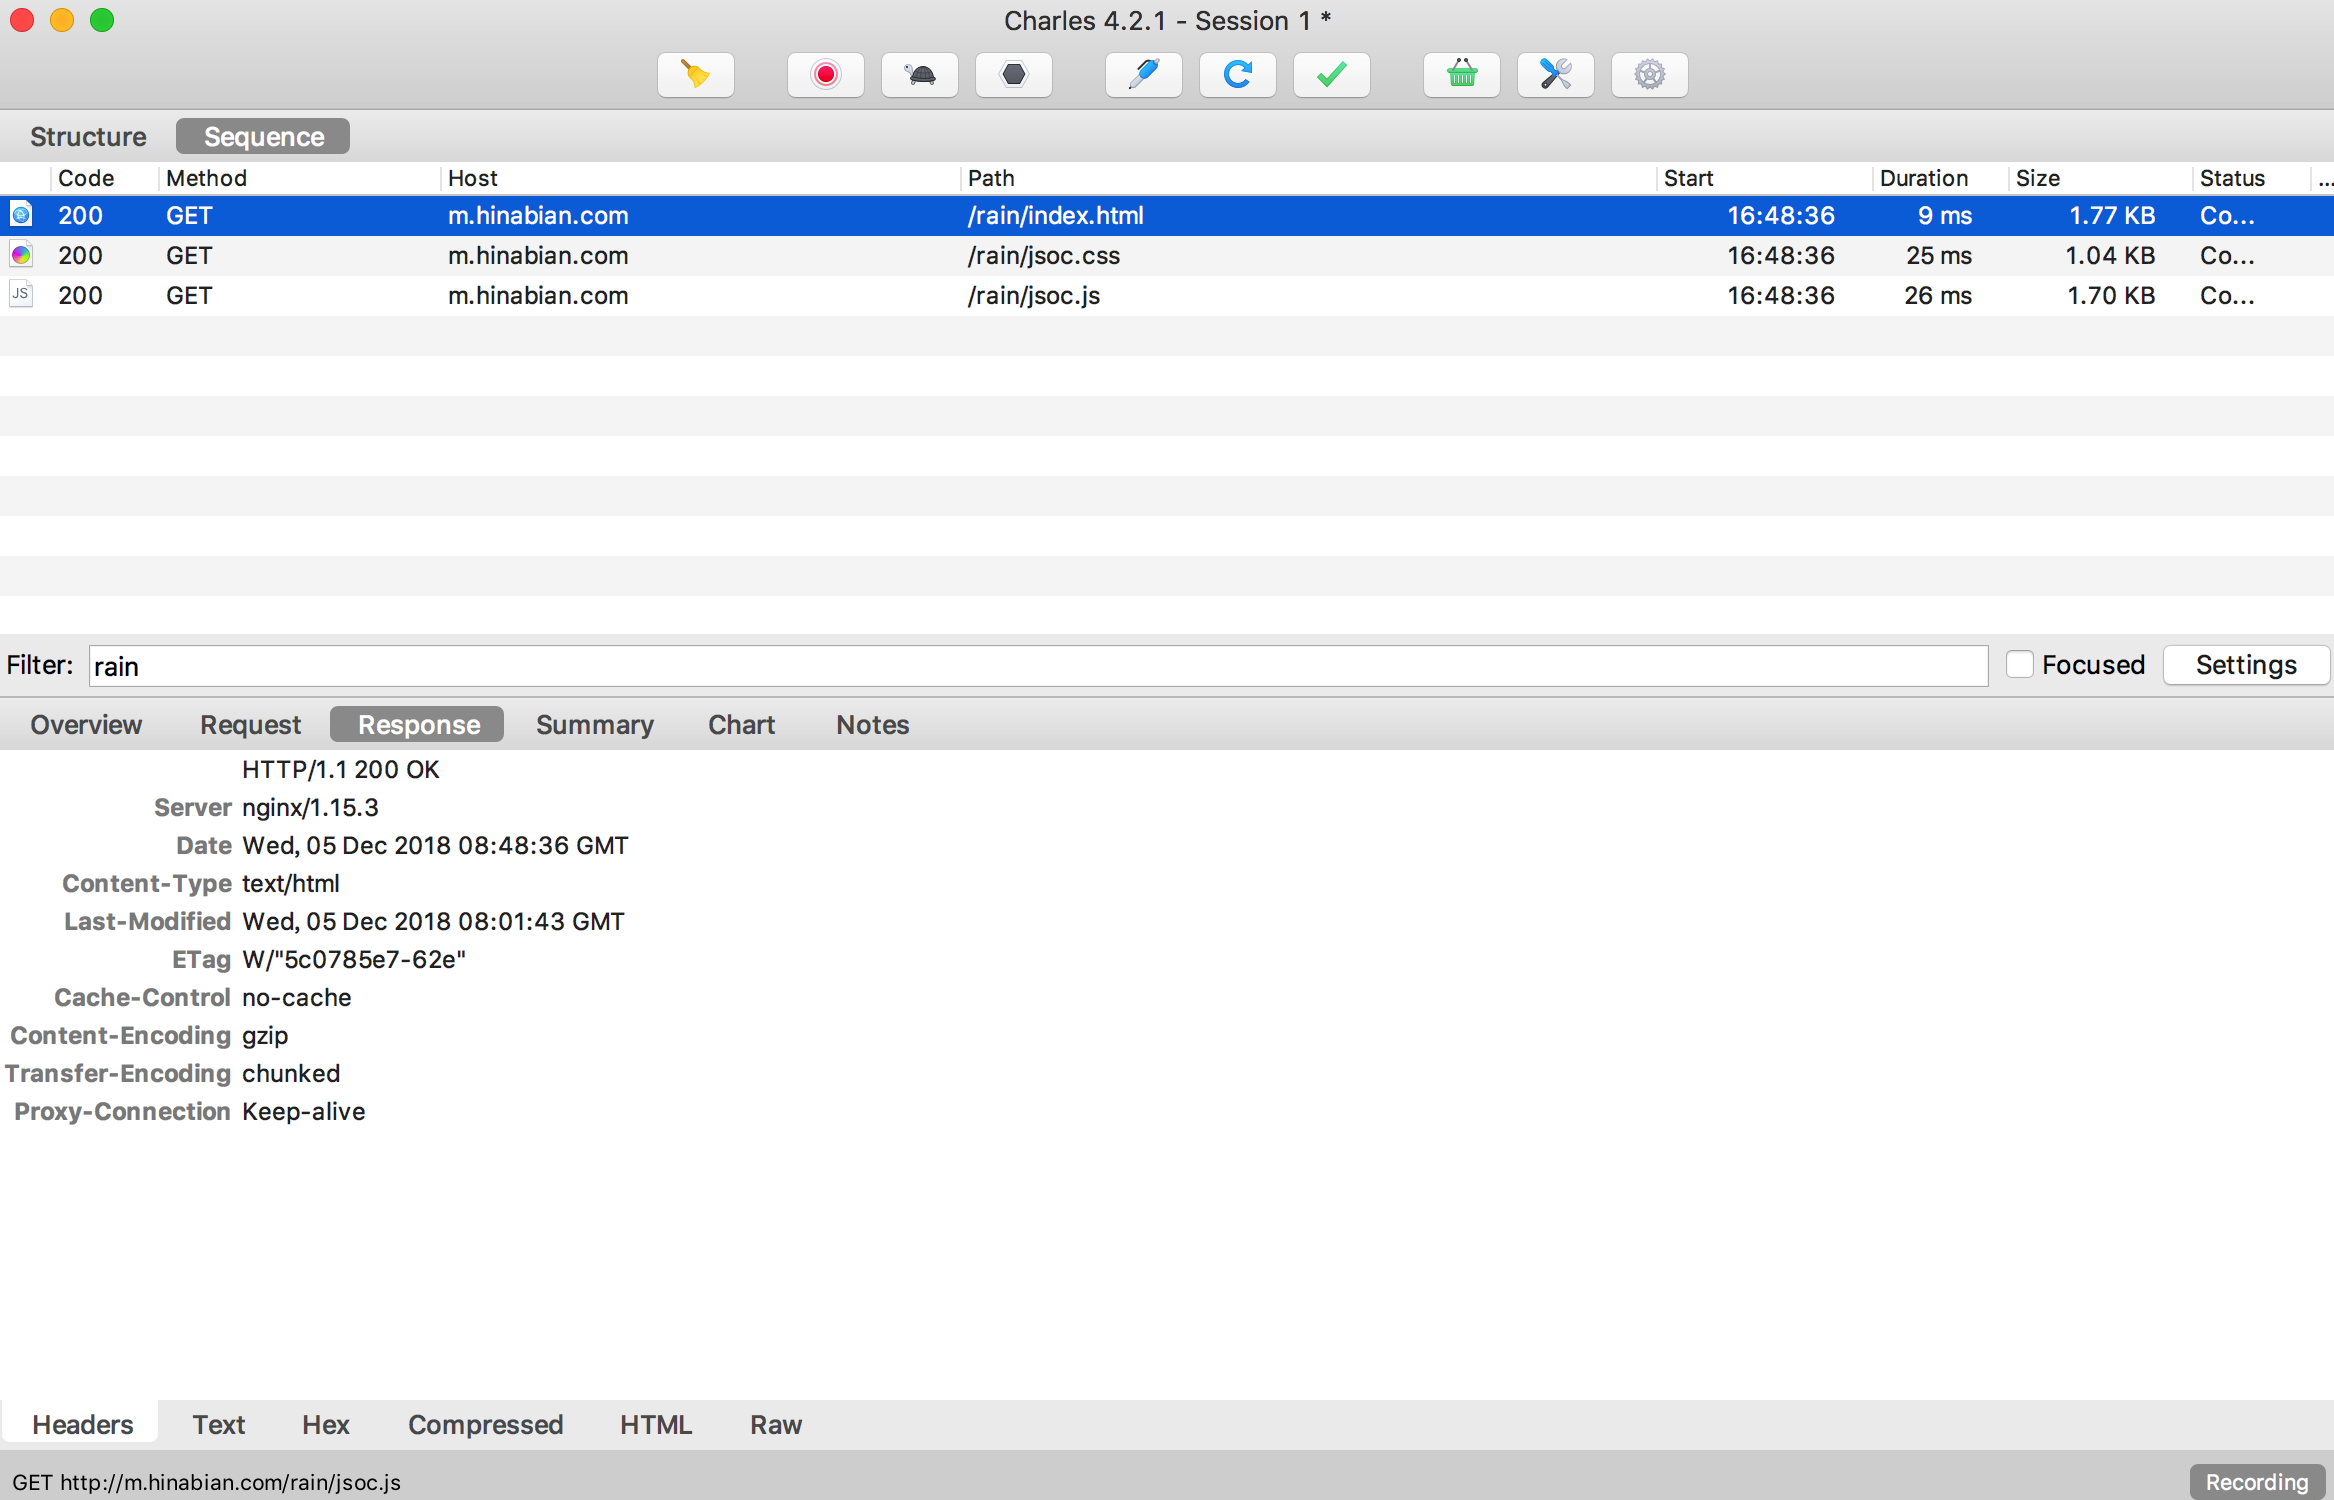 Charles 4.2.1 - Session 1 *
Structure Sequence
Code Method Host Path Start Duration Size Status ...
200 GET m.hinabian.com /rain/index.html 16:48:36 9 ms 1.77 KB Co...
200 GET m.hinabian.com /rain/jsoc.css 16:48:36 25 ms 1.04 KB Co...
JS 200 GET m.hinabian.com /rain/jsoc.js 16:48:36 26 ms 1.70 KB Co...
Filter: rain Focused Settings
Overview Request Response Summary Chart Notes
HTTP/1.1 200 OK
Server nginx/1.15.3
Date Wed, 05 Dec 2018 08:48:36 GMT
Content-Type text/html
Last-Modified Wed, 05 Dec 2018 08:01:43 GMT
ETag W/"5c0785e7-62e"
Cache-Control no-cache
Content-Encoding gzip
Transfer-Encoding chunked
Proxy-Connection Keep-alive
Headers Text Hex Compressed HTML Raw
GET http://m.hinabian.com/rain/jsoc.js Recording